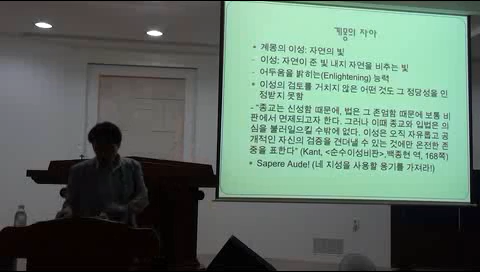 계몽의 자아
• 계몽의 이성: 자연의 빛
- 이성: 자연이 준 빛 내지 자연을 비추는 빛
- 어두움을 밝히는(Enlightening) 능력
• 이성의 검토를 거치지 않은 어떤 것도 그 정당성을 인
정받지 못함
- "종교는 신성함 때문에, 법은 그 존엄함 때문에 보통 비
판에서 면제되고자 한다. 그러나 이때 종교와 입법은 의
심을 불러일으킬 수밖에 없다. 이성은 오직 자유롭고 공
개적인 자신의 검증을 견뎌낼 수 있는 것에만 온전한 존
중을 표한다" (Kant, <순수이성비판>,백종현 역, 168쪽)
• Sapere Aude! (네 지성을 사용할 용기를 가져라!)